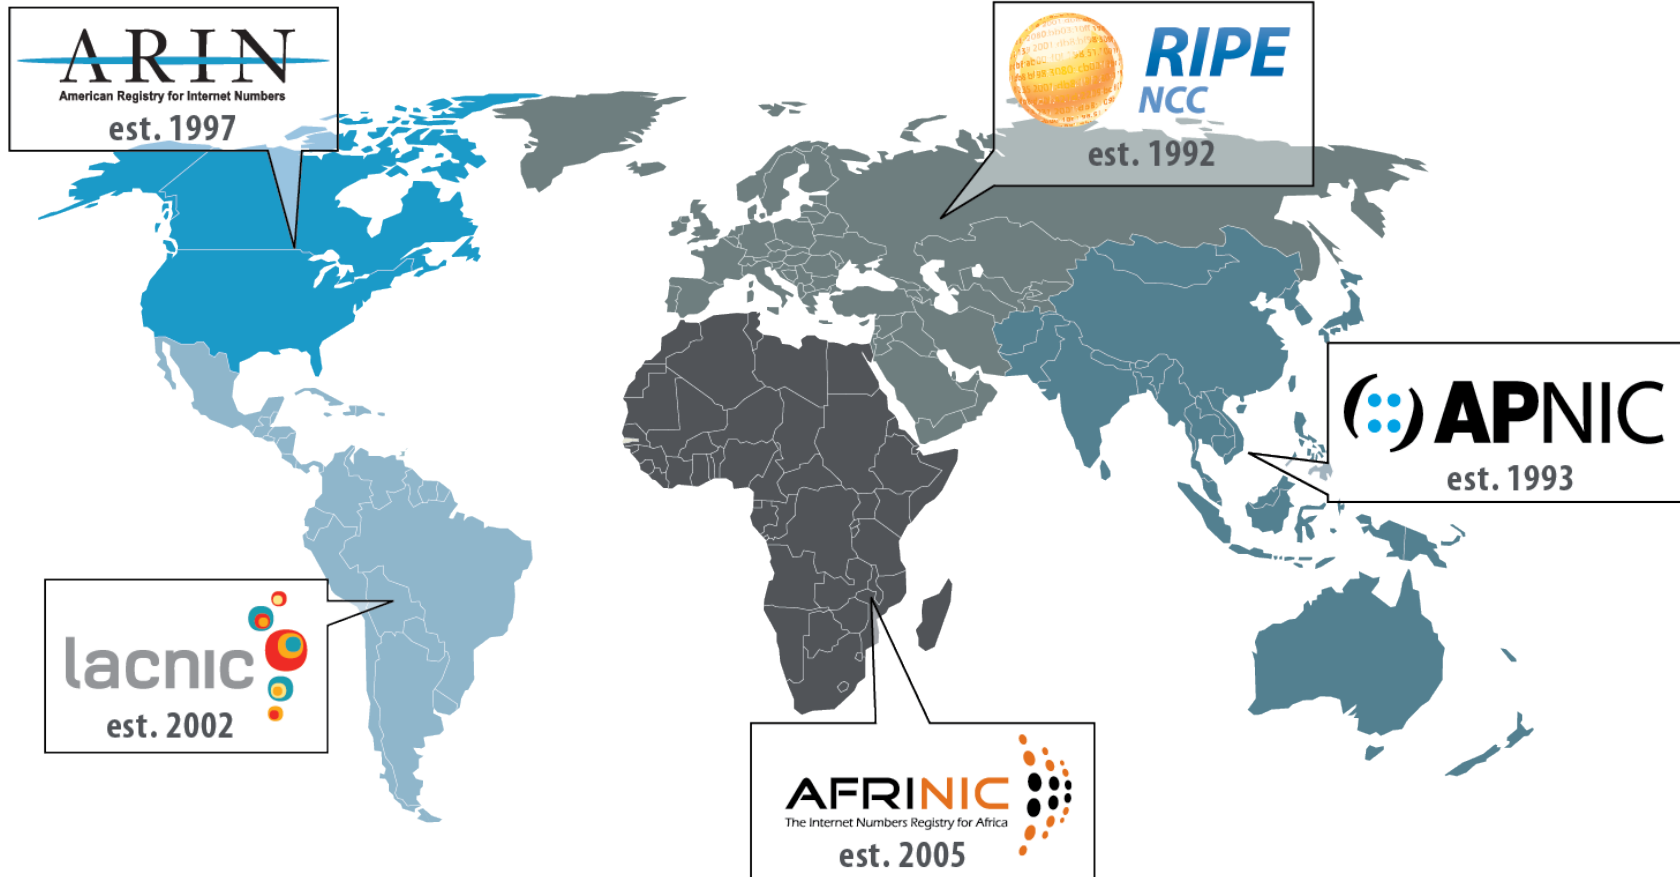 ARIN
American Registry for Internet Numbers
est. 1997
RIPE
NCC
est. 1992
APNIC
est. 1993
lacnic
est. 2002
AFRINIC
The Internet Numbers Registry for Africa
est. 2005